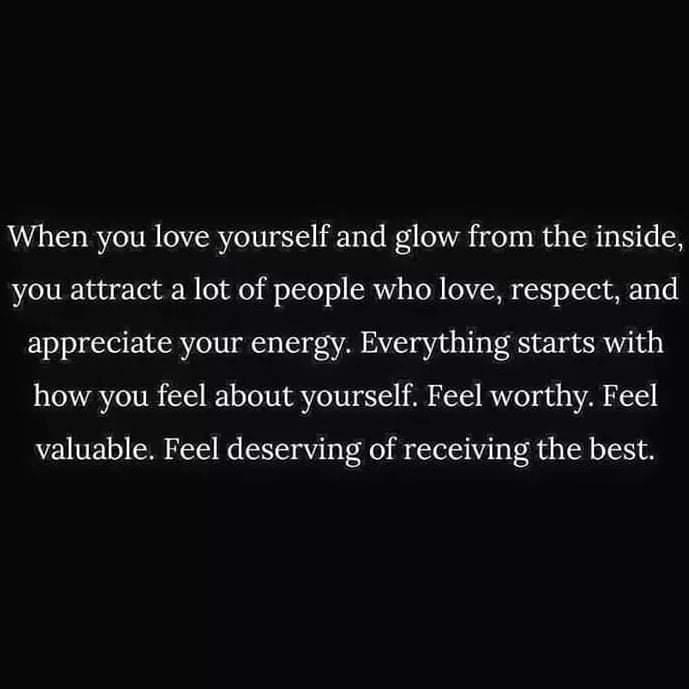 When you love yourself and glow from the inside,
you attract a lot of people who love, respect, and
appreciate your energy. Everything starts with
how you feel about yourself. Feel worthy. Feel
valuable. Feel deserving of receiving the best.